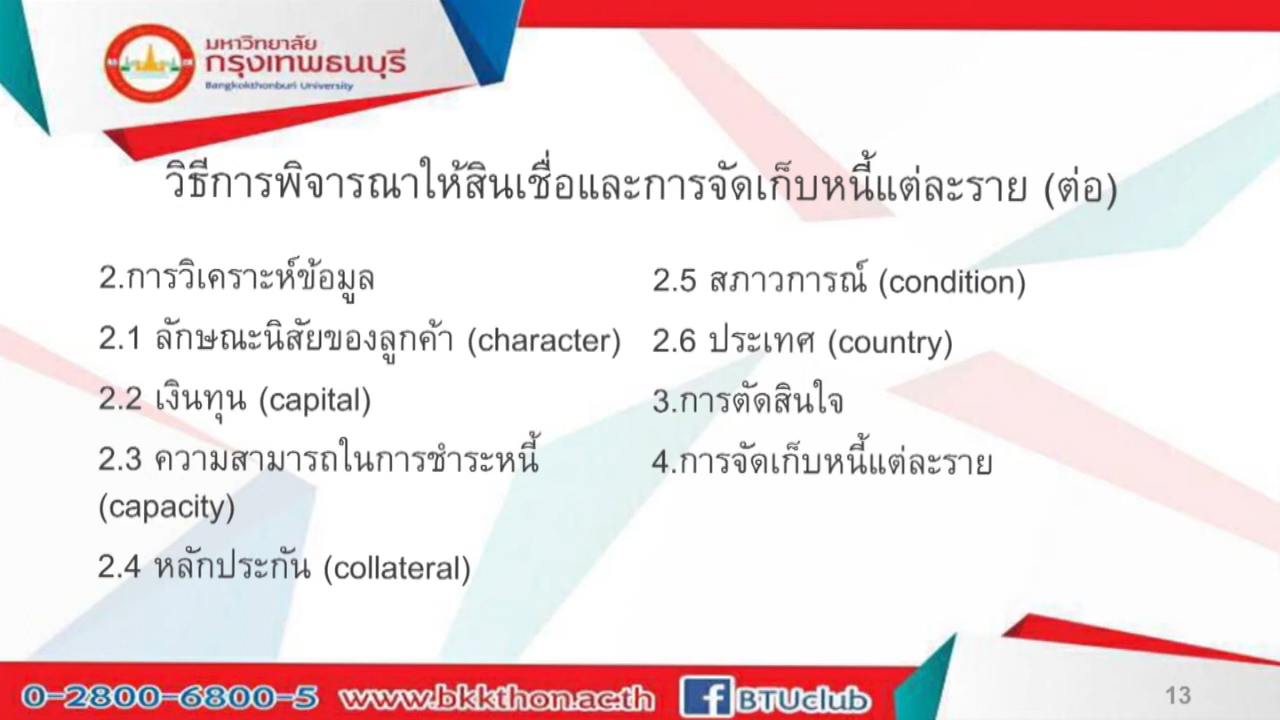 มหาวิทยาลัย
กรุงเทพธนบุรี
Bangkokthonburi University
วิธีการพิจารณาให้สินเชื่อและการจัดเก็บหนี้แต่ละราย (ต่อ)
2.การวิเคราะห์ข้อมูล
2.1 ลักษณะนิสัยของลูกค้า (character)
2.2 เงินทุน (capital)
2.3 ความสามารถในการชำระหนี้
(capacity)
2.4 หลักประกัน (collateral)
2.5 สภาวการณ์ (condition)
2.6 ประเทศ (country)
3.การตัดสินใจ
4.การจัดเก็บหนี้แต่ละราย
0-2800-6800-5 www.bkkthon.ac.th f BTUclub
13